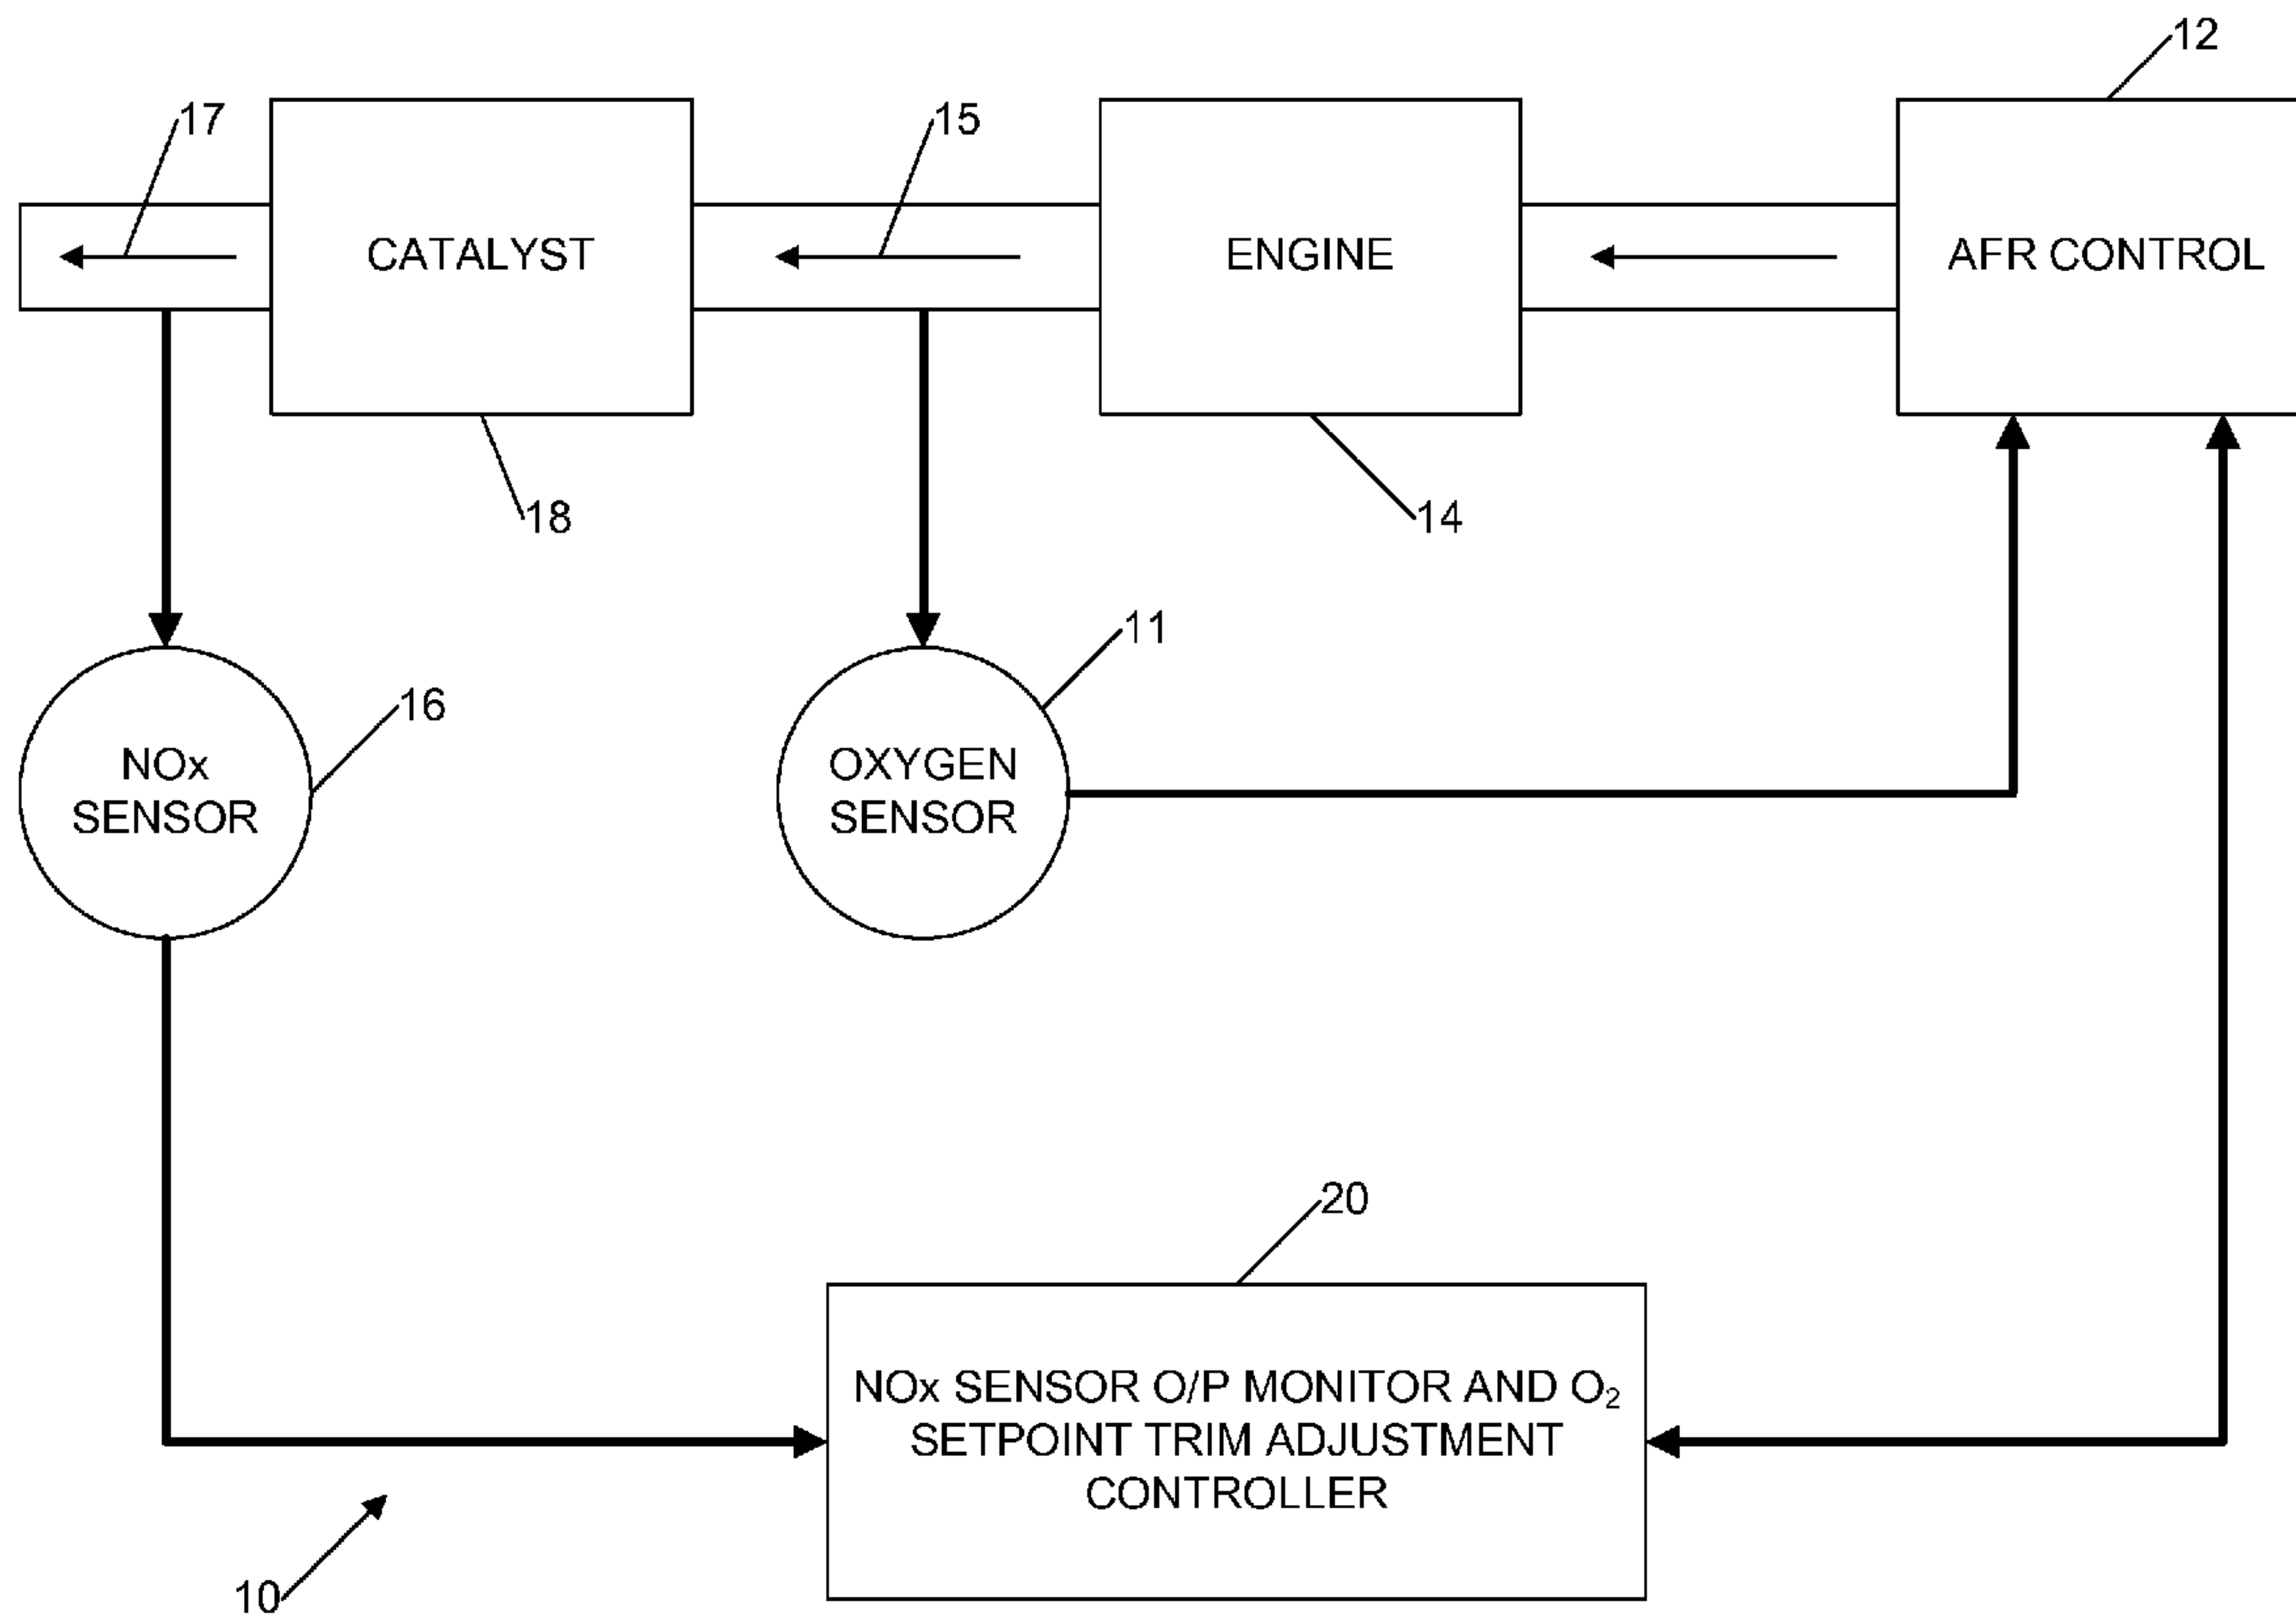 12
17
15
CATALYST
ENGINE
AFR CONTROL
18
14
11
16
NOx
SENSOR
OXYGEN
SENSOR
20
NOx SENSOR O/P MONITOR AND O₂
SETPOINT TRIM ADJUSTMENT
CONTROLLER
10